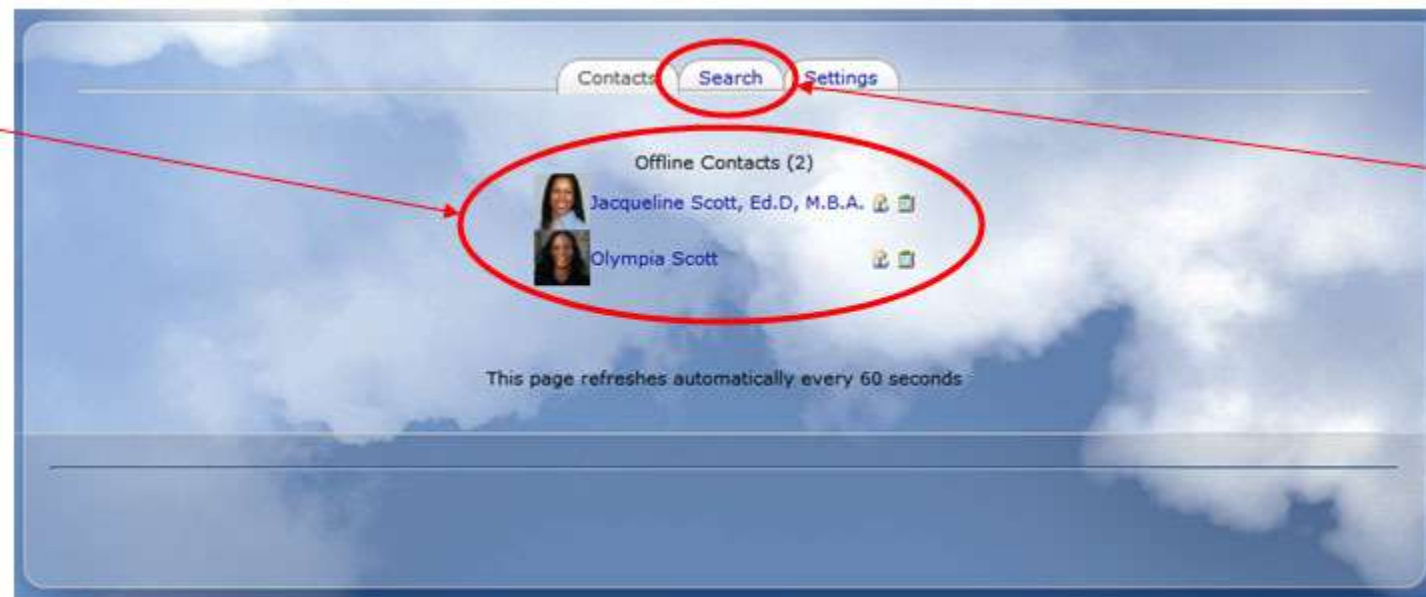 Contacts Search Settings
Offline Contacts (2)
Jacqueline Scott, Ed.D, M.B.A.
Olympia Scott
This page refreshes automatically every 60 seconds